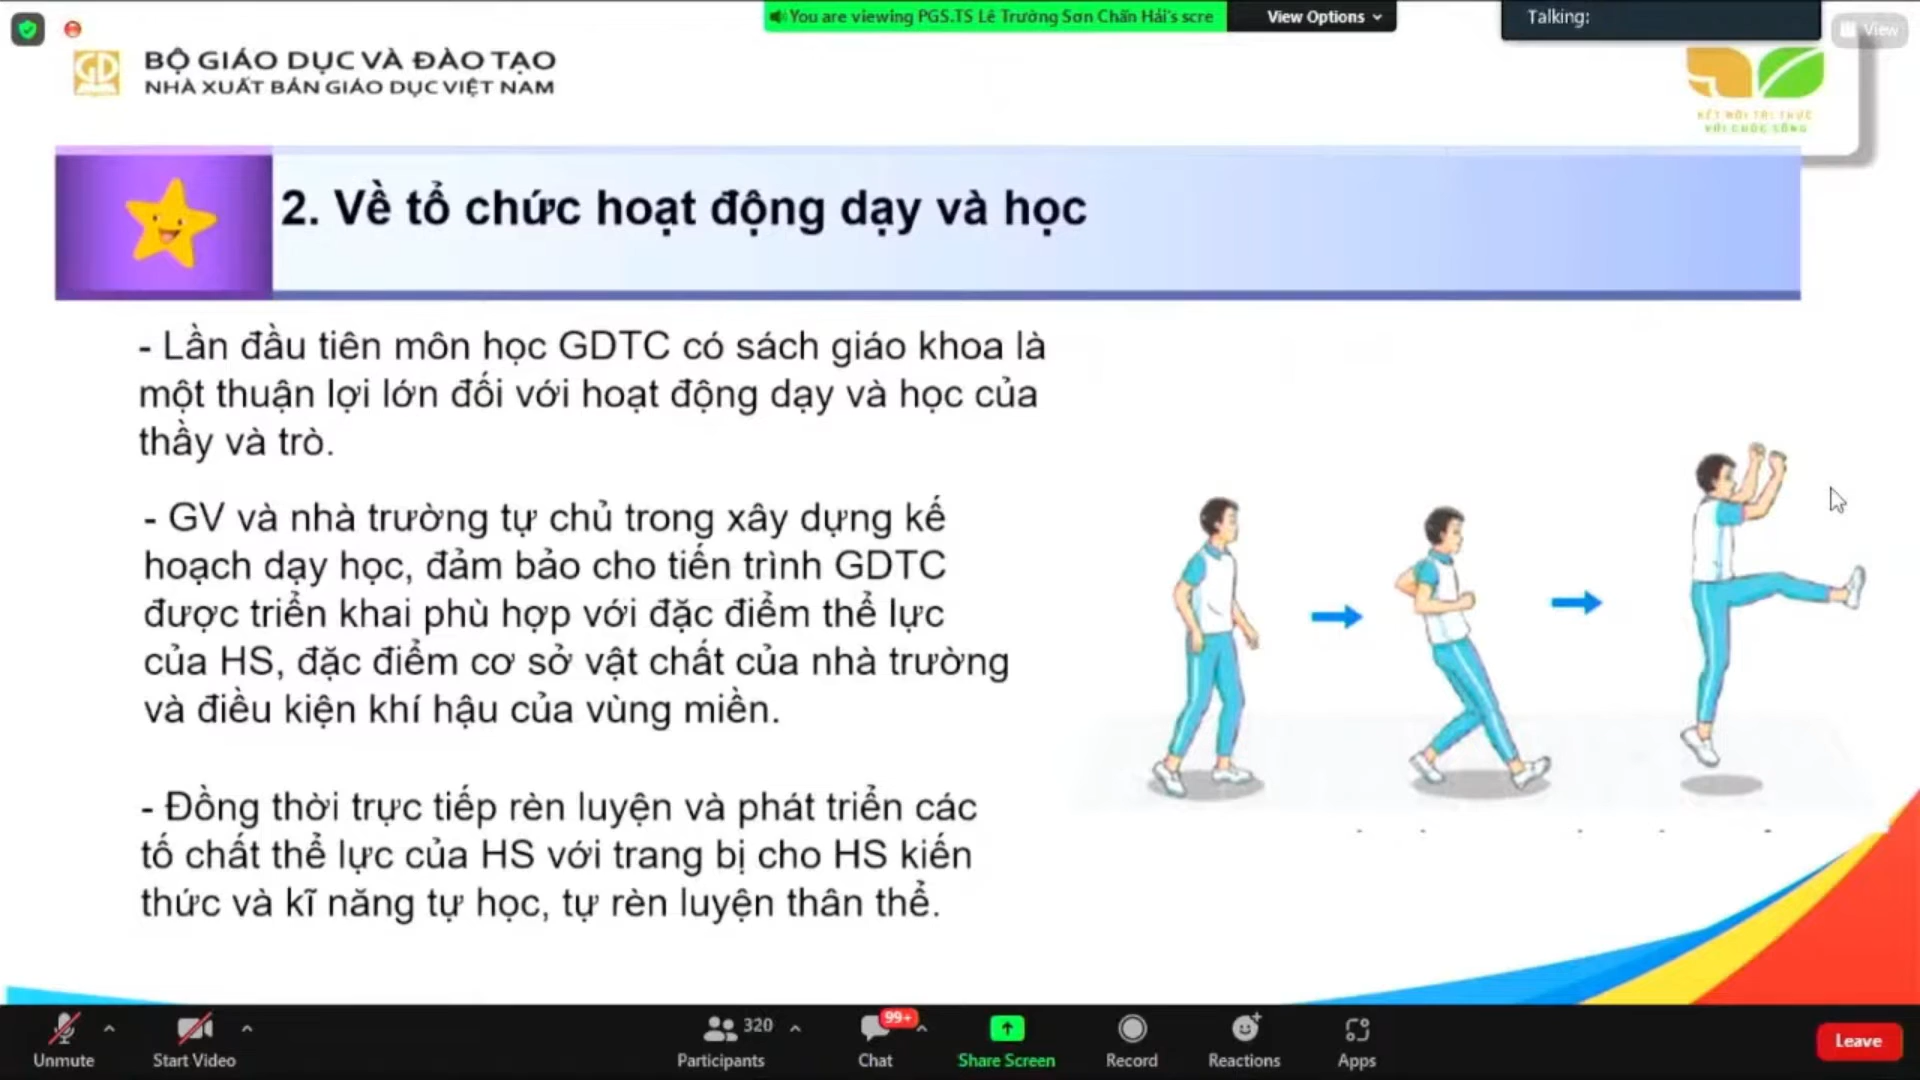 You are viewing PGS.TS Lê Trường Sơn Chấn Hải's scre
View Options
Talking:
View
BỘ GIÁO DỤC VÀ ĐÀO TẠO
NHÀ XUẤT BẢN GIÁO DỤC VIỆT NAM
KẾT NỐI TRI THỨC
VỚI CUỘC SỐNG
2. Về tổ chức hoạt động dạy và học
- Lần đầu tiên môn học GDTC có sách giáo khoa là
một thuận lợi lớn đối với hoạt động dạy và học của
thầy và trò.
- GV và nhà trường tự chủ trong xây dựng kế
hoạch dạy học, đảm bảo cho tiến trình GDTC
được triển khai phù hợp với đặc điểm thể lực
của HS, đặc điểm cơ sở vật chất của nhà trường
và điều kiện khí hậu của vùng miền.
- Đồng thời trực tiếp rèn luyện và phát triển các
tố chất thể lực của HS với trang bị cho HS kiến
thức và kĩ năng tự học, tự rèn luyện thân thể.
Unmute
Start Video
320
Participants
99+
Chat
Share Screen
Record
Reactions
Apps
Leave